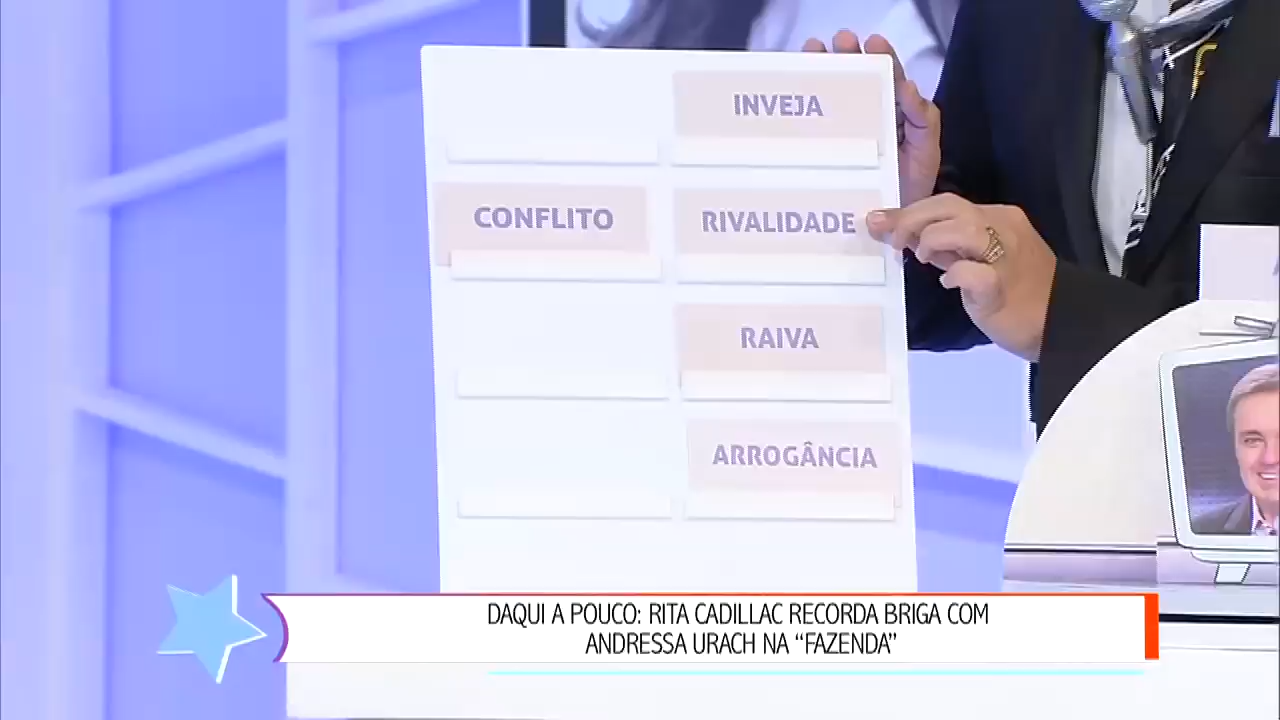 INVEJA
CONFLITO RIVALIDADE
RAIVA
ARROGÂNCIA
DAQUI A POUCO: RITA CADILLAC RECORDA BRIGA COM
ANDRESSA URACH NA “FAZENDA”